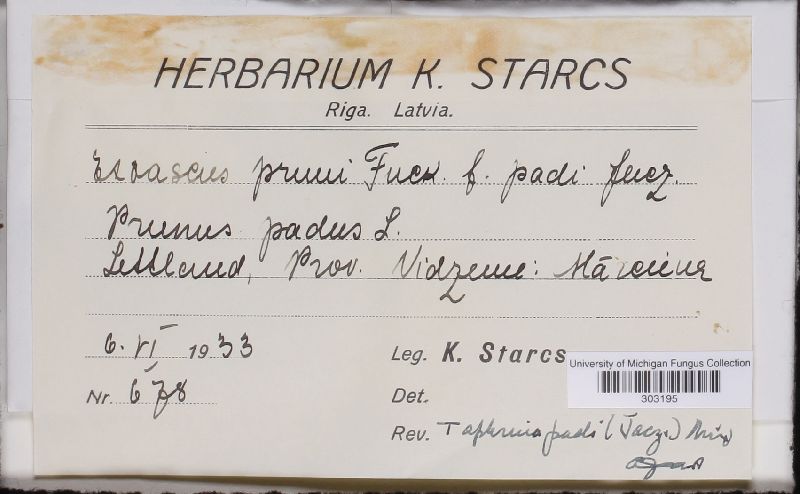 HERBARIUM K. STARCS
Riga. Latvia.
Exoascus pruni Fuck. f. padi Jacz.
Prunus padus L.
Lettland, Prov. Vidzeme: Mārciena
6. VI 1933
Leg. K. Starcs
Nr 678
Det.
University of Michigan Fungus Collection
303195
Rev. Taphrina padi (Jacz.) Mix